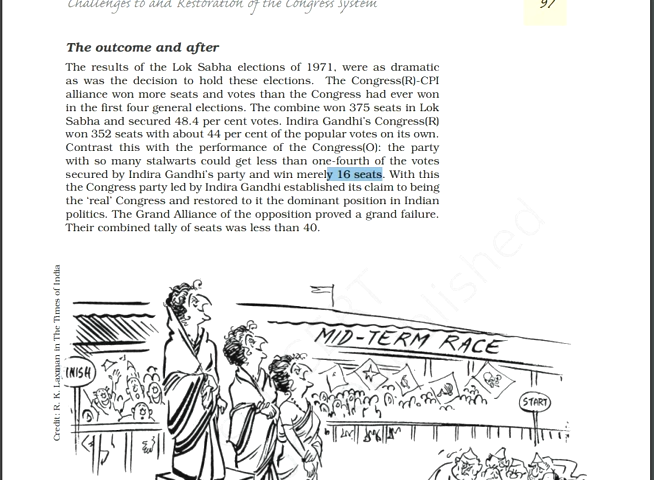 Challenges to and Restoration of the Congress System
97
The outcome and after
The results of the Lok Sabha elections of 1971, were as dramatic
as was the decision to hold these elections. The Congress(R)-CPI
alliance won more seats and votes than the Congress had ever won
in the first four general elections. The combine won 375 seats in Lok
Sabha and secured 48.4 per cent votes. Indira Gandhi's Congress(R)
won 352 seats with about 44 per cent of the popular votes on its own.
Contrast this with the performance of the Congress(O): the party
with so many stalwarts could get less than one-fourth of the votes
secured by Indira Gandhi's party and win merely 16 seats. With this
the Congress party led by Indira Gandhi established its claim to being
the 'real' Congress and restored to it the dominant position in Indian
politics. The Grand Alliance of the opposition proved a grand failure.
Their combined tally of seats was less than 40.
Credit: R. K. Laxman in The Times of India
MID-TERM RACE
INISH
START